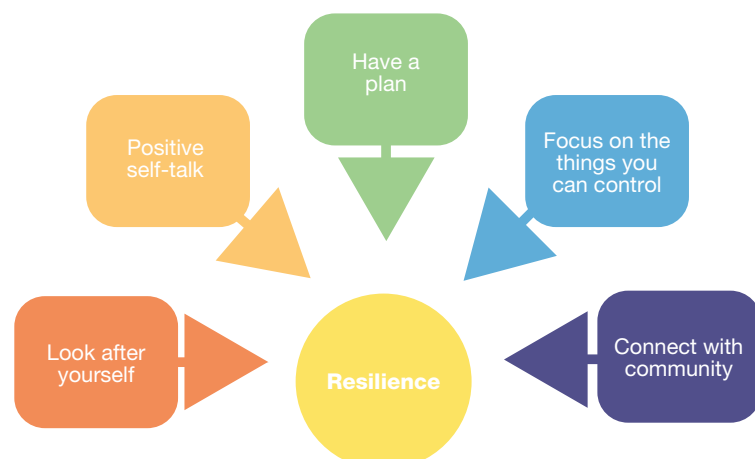 Have a
plan
Positive
self-talk
Focus on the
things you
can control
Look after
yourself
Resilience
Connect with
community